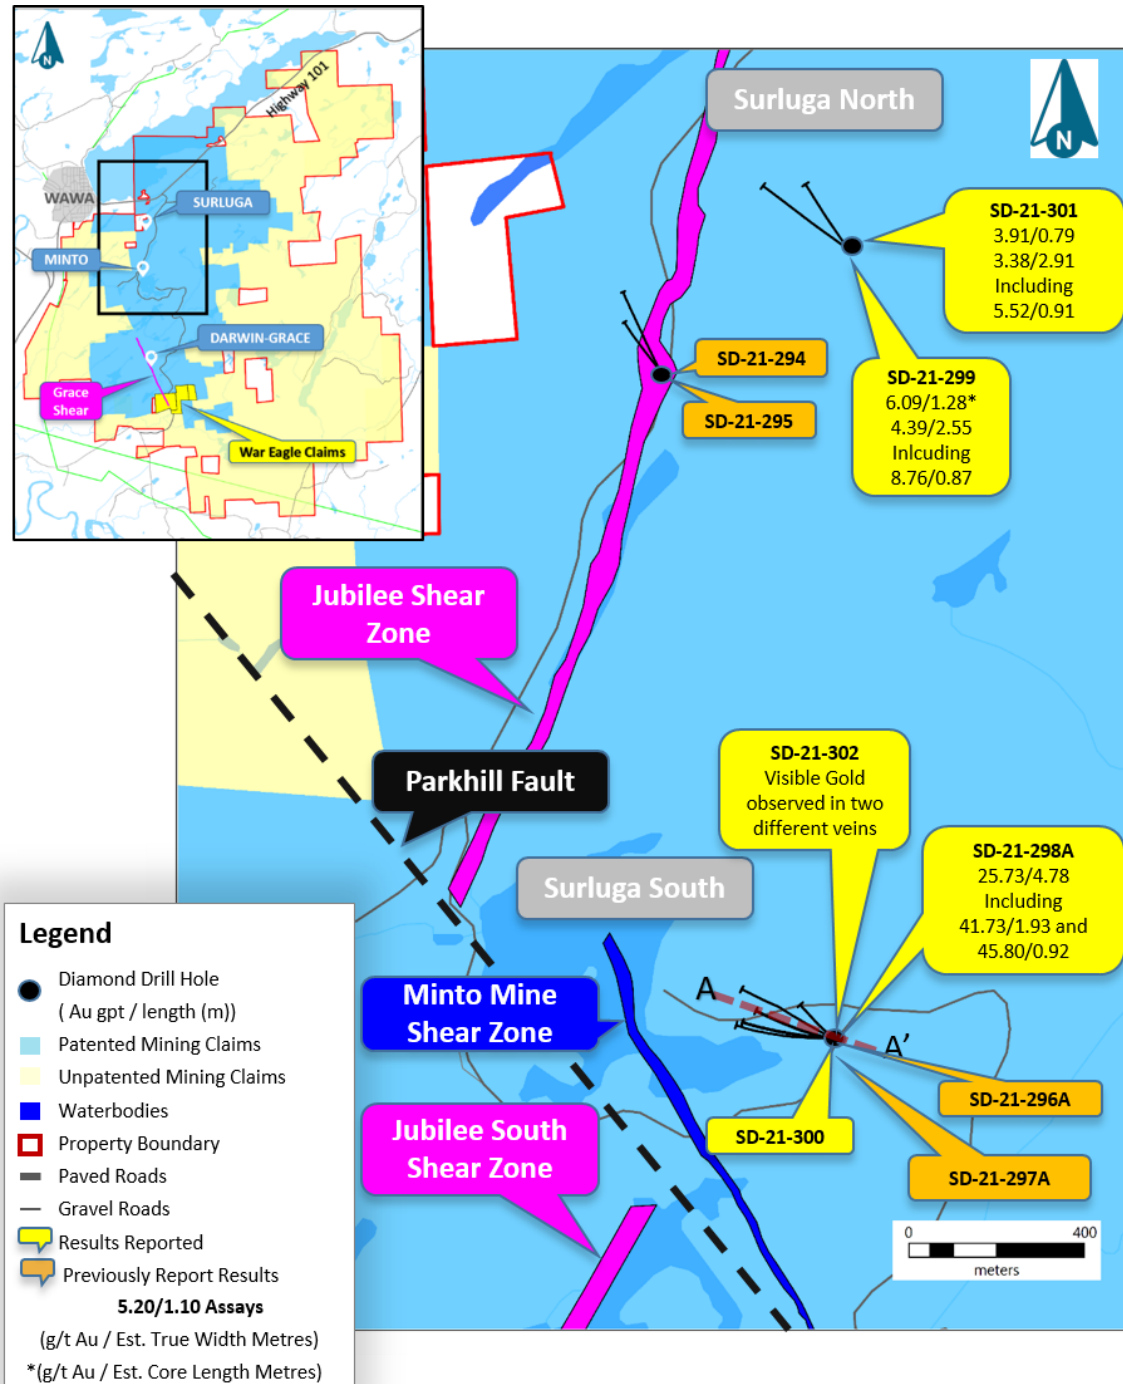 N
Highway 101
WAWA
SURLUGA
MINTO
DARWIN-GRACE
Grace
Shear
War Eagle Claims
Surluga North
N
SD-21-301
3.91/0.79
3.38/2.91
Including
5.52/0.91
SD-21-294
SD-21-295
SD-21-299
6.09/1.28*
4.39/2.55
Inlcuding
8.76/0.87
Jubilee Shear
Zone
Parkhill Fault
SD-21-302
Visible Gold
observed in two
different veins
Surluga South
SD-21-298A
25.73/4.78
Including
41.73/1.93 and
45.80/0.92
Minto Mine
Shear Zone
A
A'
SD-21-296A
SD-21-300
SD-21-297A
Jubilee South
Shear Zone
0 400
meters
Legend
Diamond Drill Hole
( Au gpt / length (m))
Patented Mining Claims
Unpatented Mining Claims
Waterbodies
Property Boundary
Paved Roads
Gravel Roads
Results Reported
Previously Report Results
5.20/1.10 Assays
(g/t Au / Est. True Width Metres)
*(g/t Au / Est. Core Length Metres)